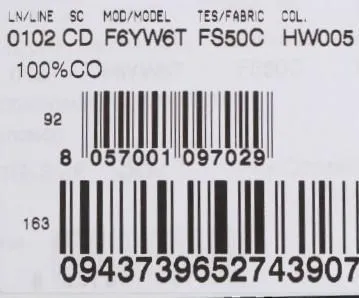 LN/LINE SC MOD/MODEL TES/FABRIC COL.
0102 CD F6YW6T FS50C HW005
100%CO
92
8 057001 097029
163
0943739652743907